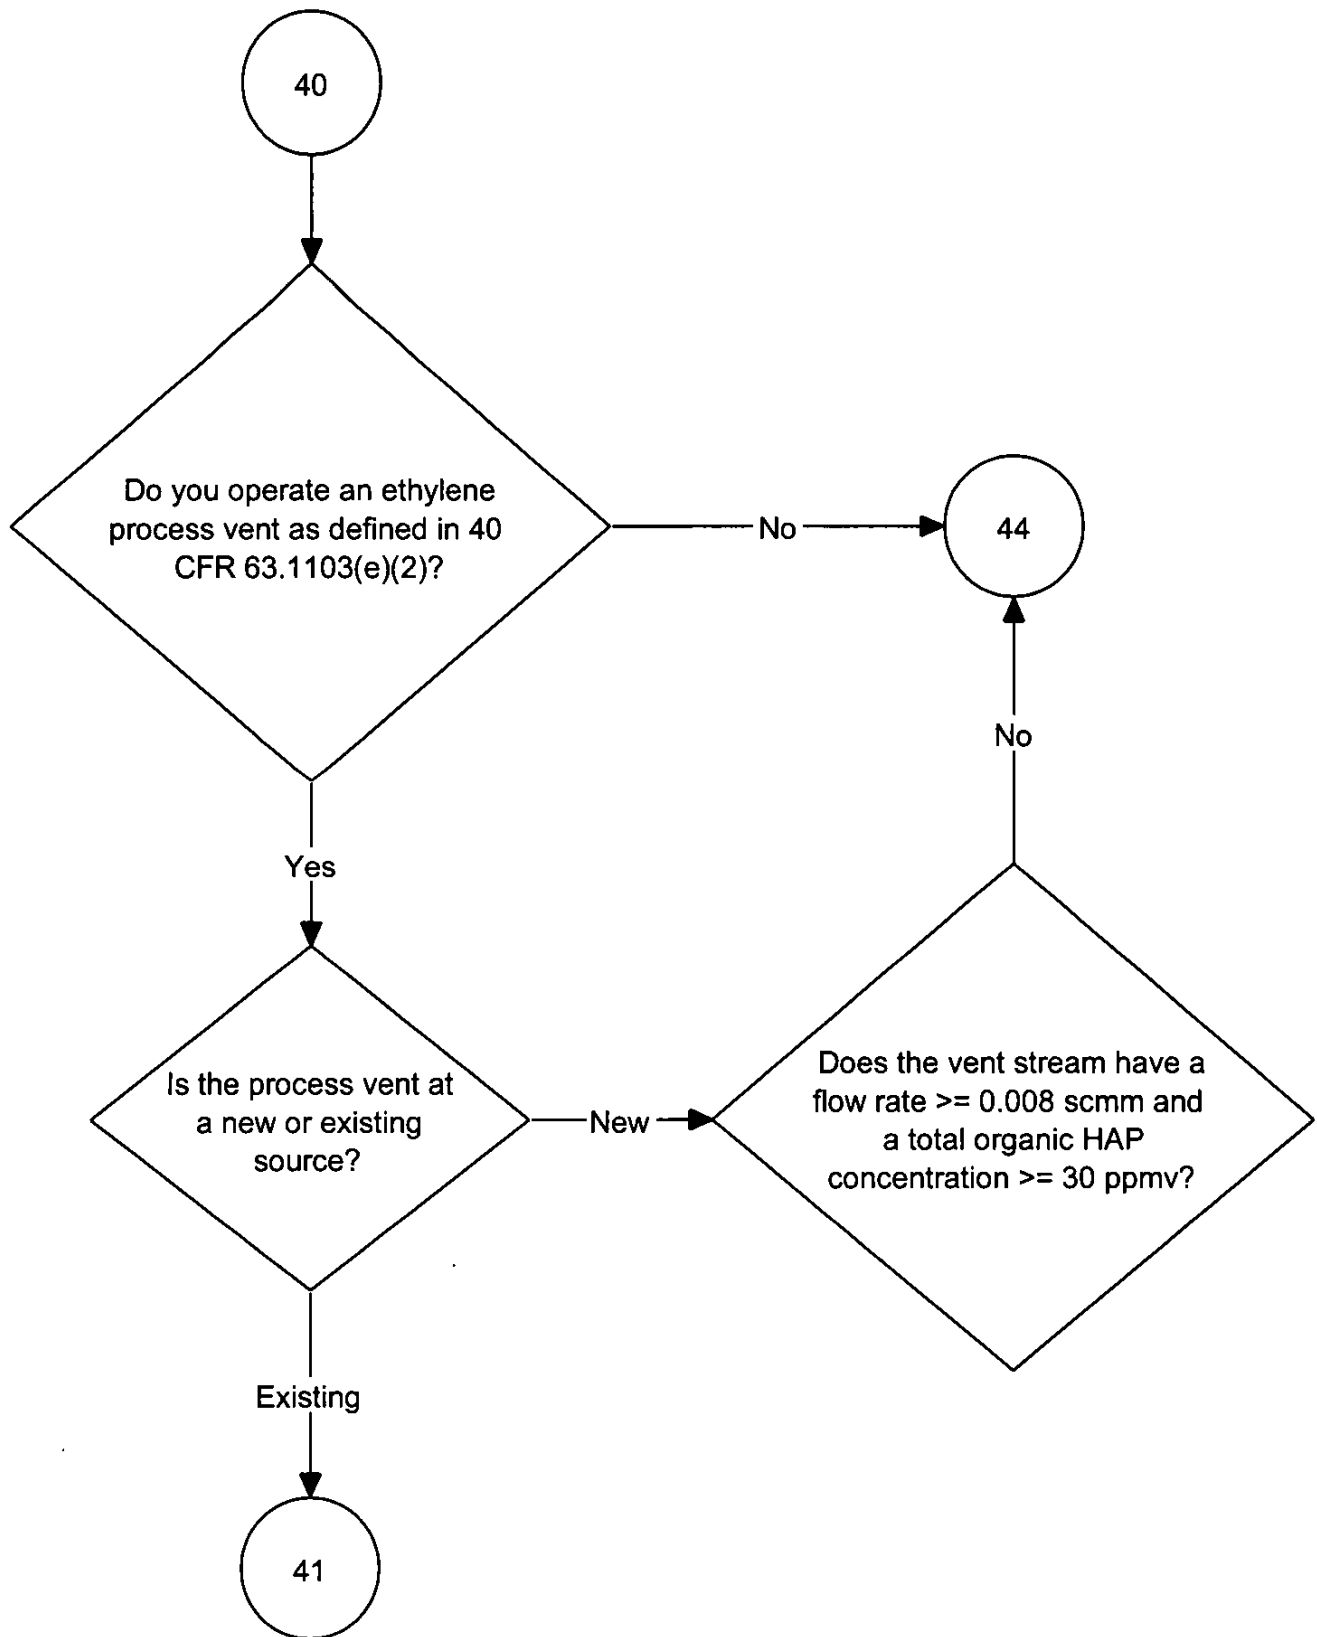 40
Do you operate an ethylene
process vent as defined in 40
CFR 63.1103(e)(2)?
No
44
No
Yes
Is the process vent at
a new or existing
source?
New
Does the vent stream have a
flow rate >= 0.008 scmm and
a total organic HAP
concentration >= 30 ppmv?
Existing
41